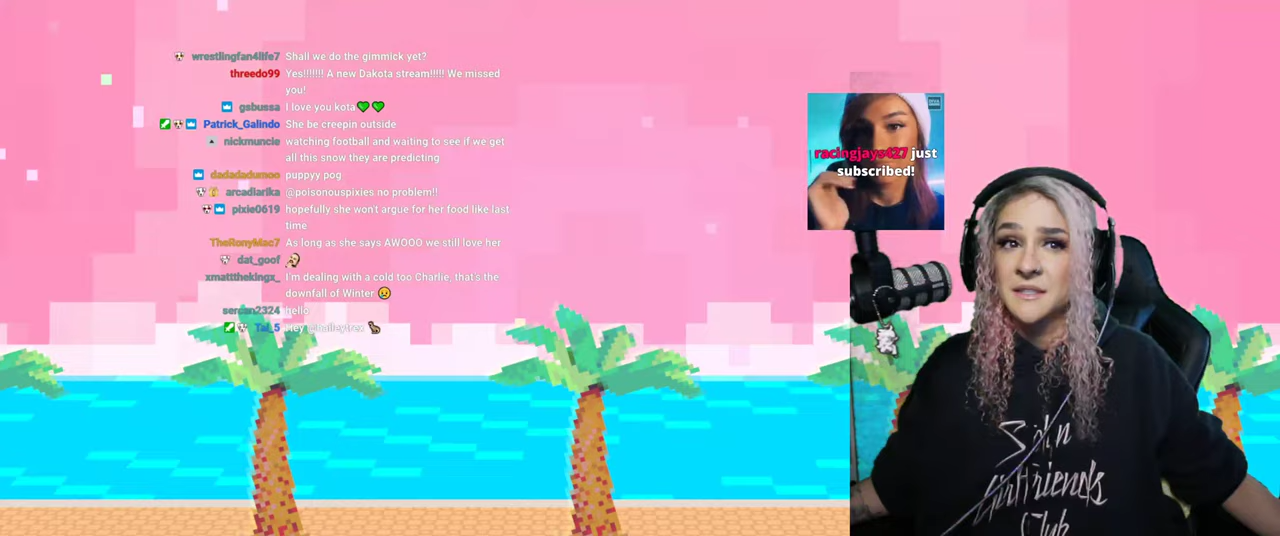 wrestlingfan4life7 Shall we do the gimmick yet?
threedo99 Yes!!!!!!! A new Dakota stream!!!!! We missed
you!
gsbussa I love you kota💚 💚
Patrick_Galindo She be creepin outside
nickmuncie watching football and waiting to see if we get
all this snow they are predicting
dadadadumoo puppyy pog
arcadiarika @poisonouspixies no problem!!
pixie0619 hopefully she won't argue for her food like last
time
TheRonyMac7 As long as she says AWOOO we still love her
dat_goof
xmattthekingx_ I'm dealing with a cold too Charlie, that's the
downfall of Winter 😢
sercan2324 hello
Tal_5 Hey
racingjays427 just
subscribed!
Girlfriends
Club